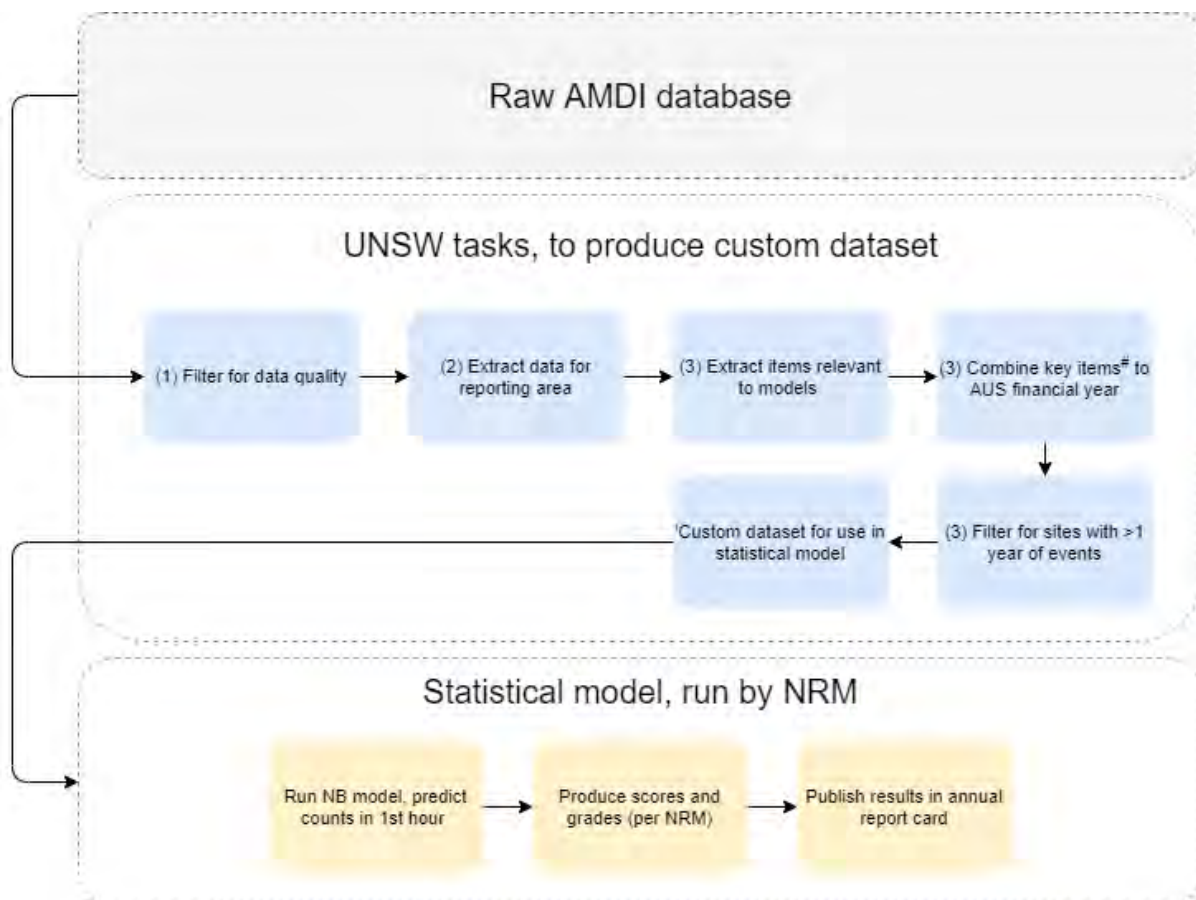 Raw AMDI database
UNSW tasks, to produce custom dataset
(1) Filter for data quality
(2) Extract data for
reporting area
(3) Extract items relevant
to models
(3) Combine key items# to
AUS financial year
'Custom dataset for use in
statistical model
(3) Filter for sites with >1
year of events
Statistical model, run by NRM
Run NB model, predict
counts in 1st hour
Produce scores and
grades (per NRM)
Publish results in annual
report card